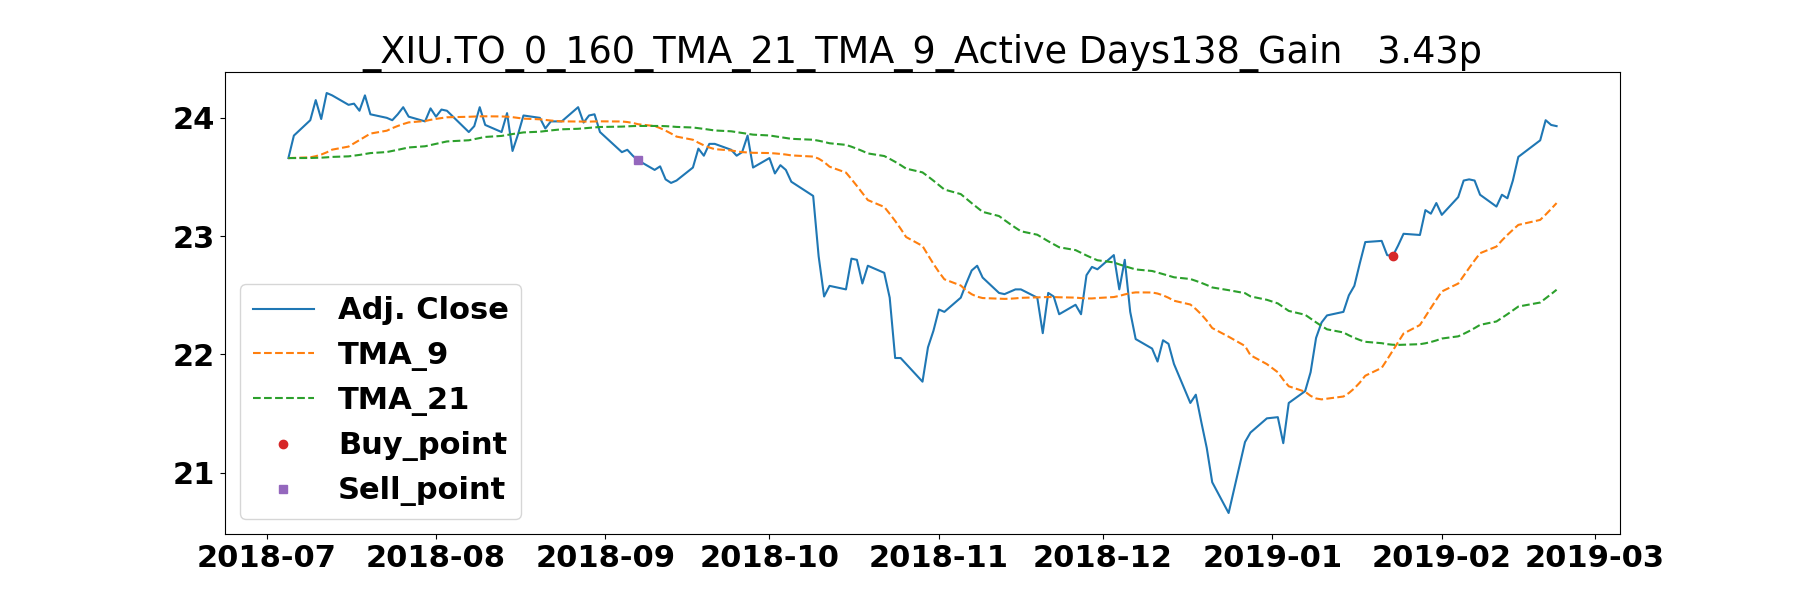 _XIU.TO_0_160_TMA_21_TMA_9_Active Days138_Gain   3.43p
24
23
22
21
Adj. Close
TMA_9
TMA_21
Buy_point
Sell_point
2018-07 2018-08 2018-09 2018-10 2018-11 2018-12 2019-01 2019-02 2019-03